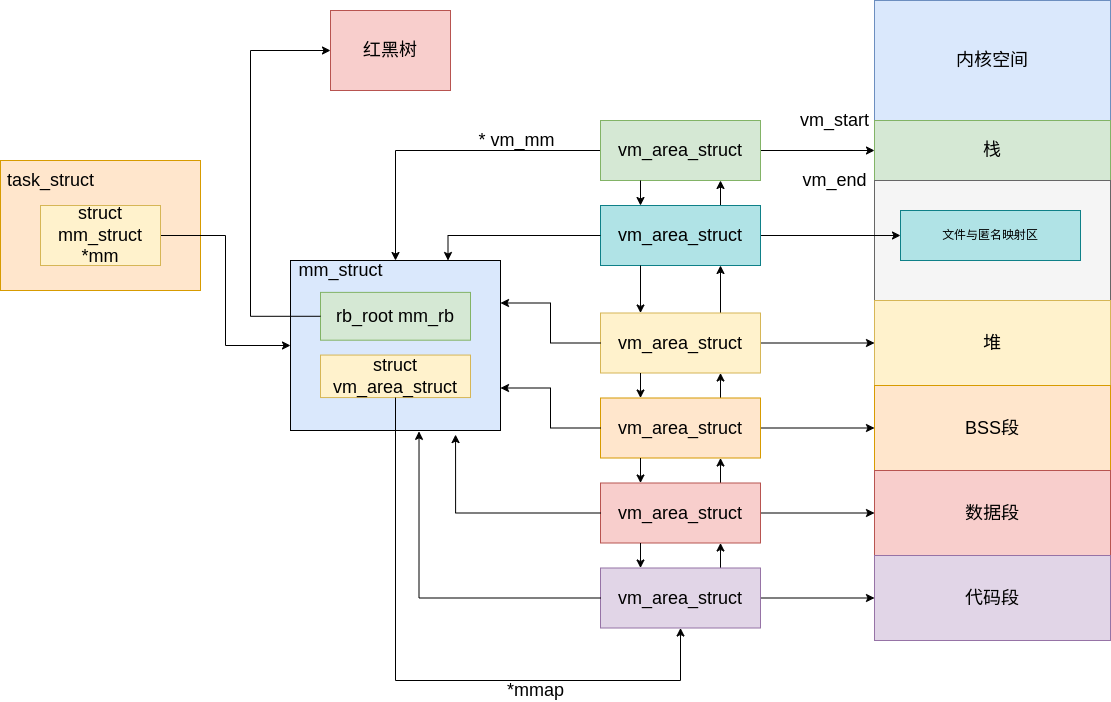 红黑树
内核空间
vm_start
* vm_mm
vm_area_struct
栈
task_struct
vm_end
struct
mm_struct
*mm
vm_area_struct
文件与匿名映射区
mm_struct
rb_root mm_rb
vm_area_struct
堆
struct
vm_area_struct
vm_area_struct
BSS段
vm_area_struct
数据段
vm_area_struct
代码段
*mmap